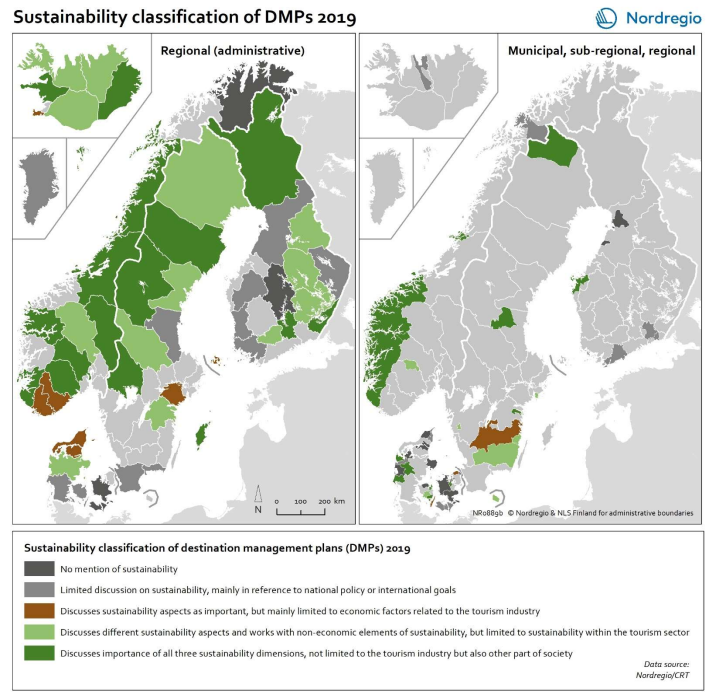 Sustainability classification of DMPs 2019
Nordregio
Regional (administrative)
Municipal, sub-regional, regional
N
0 100 200 km
NR088gb © Nordregio & NLS Finland for administrative boundaries
Sustainability classification of destination management plans (DMPs) 2019
No mention of sustainability
Limited discussion on sustainability, mainly in reference to national policy or international goals
Discusses sustainability aspects as important, but mainly limited to economic factors related to the tourism industry
Discusses different sustainability aspects and works with non-economic elements of sustainability, but limited to sustainability within the tourism sector
Discusses importance of all three sustainability dimensions, not limited to the tourism industry but also other part of society
Data source:
Nordregio/CRT